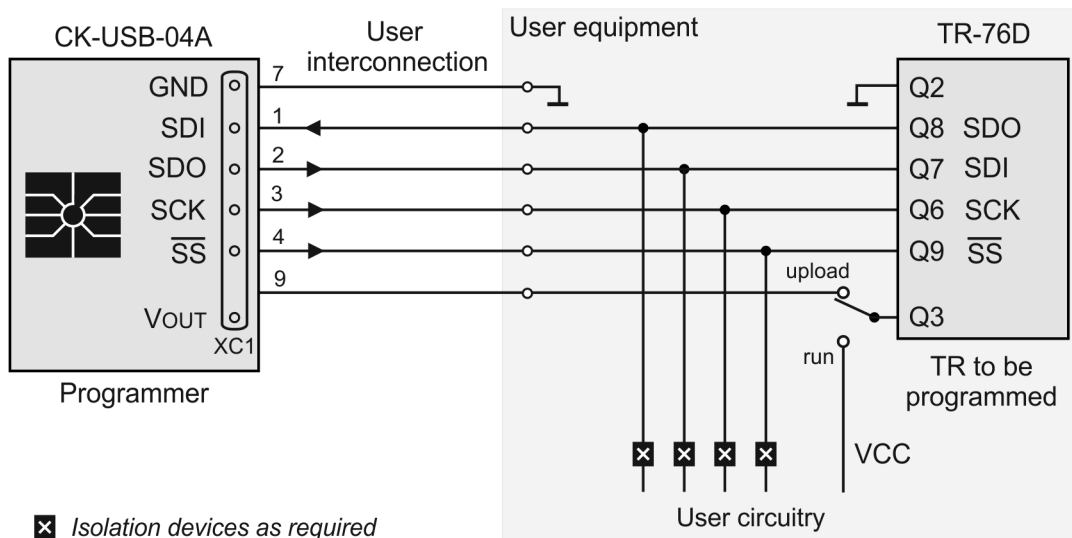 CK-USB-04A
User
interconnection
User equipment
TR-76D
GND
7
Q2
SDI
1
Q8 SDO
SDO
2
Q7 SDI
SCK
3
Q6 SCK
SS
4
Q9 SS
9
upload
VOUT
Q3
XC1
run
Programmer
TR to be
programmed
VCC
User circuitry
Isolation devices as required